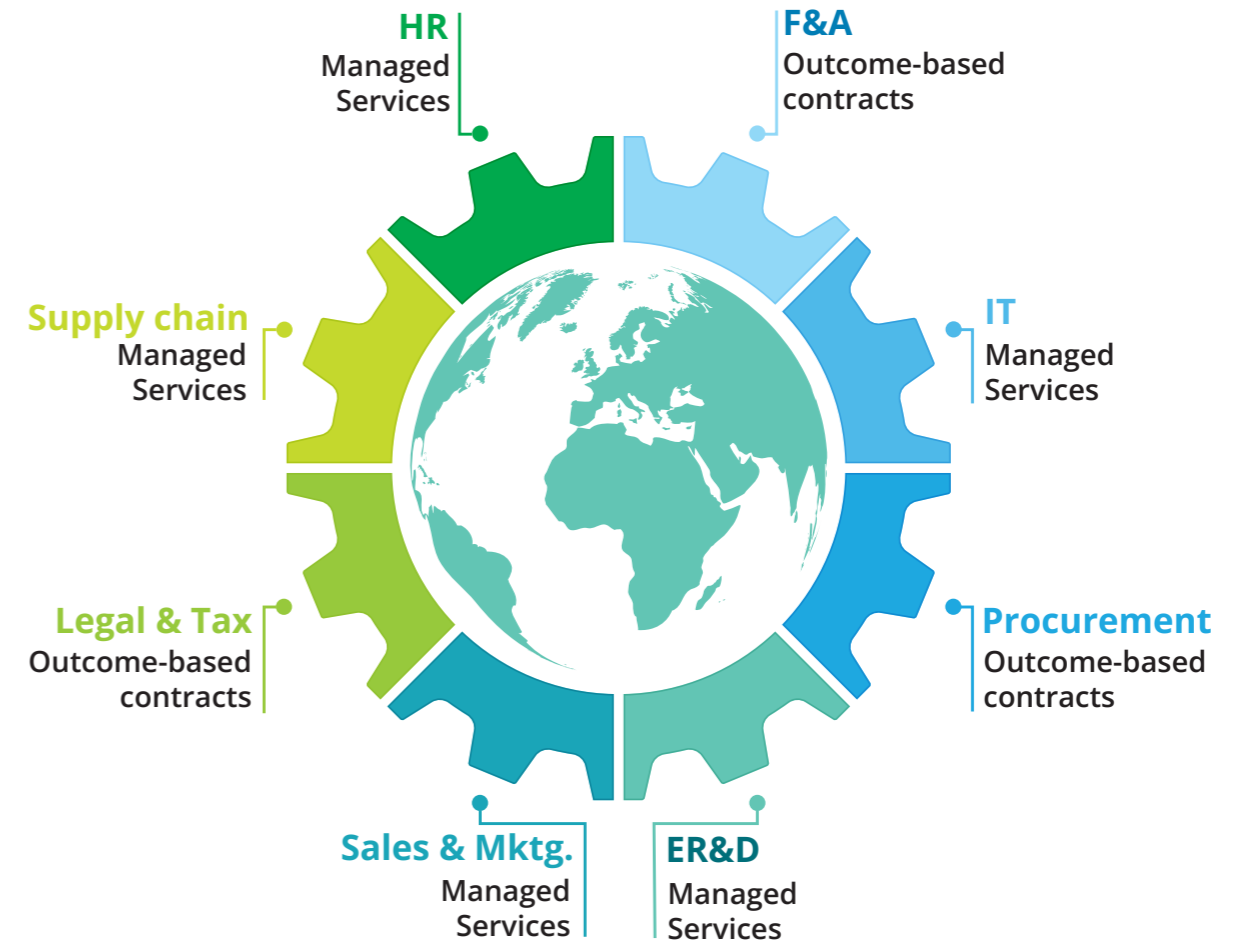 HR
Managed
Services
F&A
Outcome-based
contracts
IT
Managed
Services
Procurement
Outcome-based
contracts
ER&D
Managed
Services
Sales & Mktg.
Managed
Services
Legal & Tax
Outcome-based
contracts
Supply chain
Managed
Services